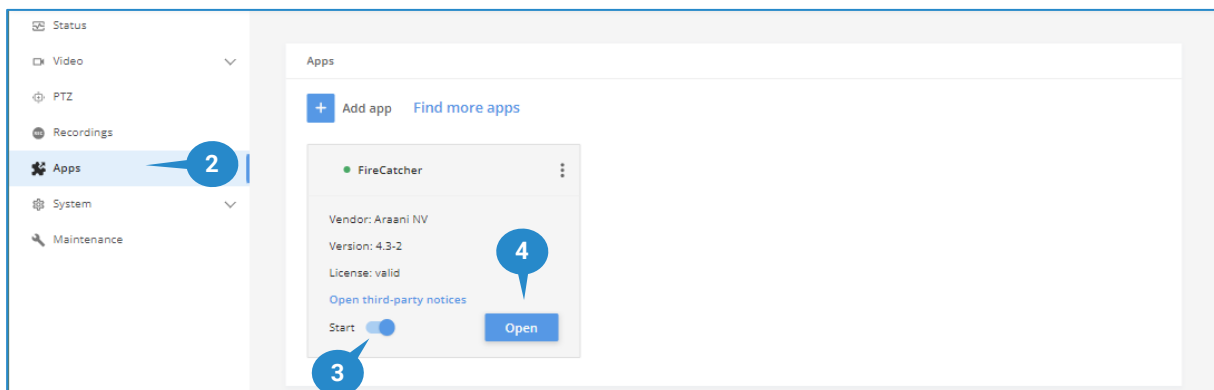 Status
Video
PTZ
Recordings
Apps
2
System
Maintenance
Apps
+ Add app Find more apps
FireCatcher
Vendor: Araani NV
Version: 4.3-2
License: valid
Open third-party notices
4
Start
Open
3